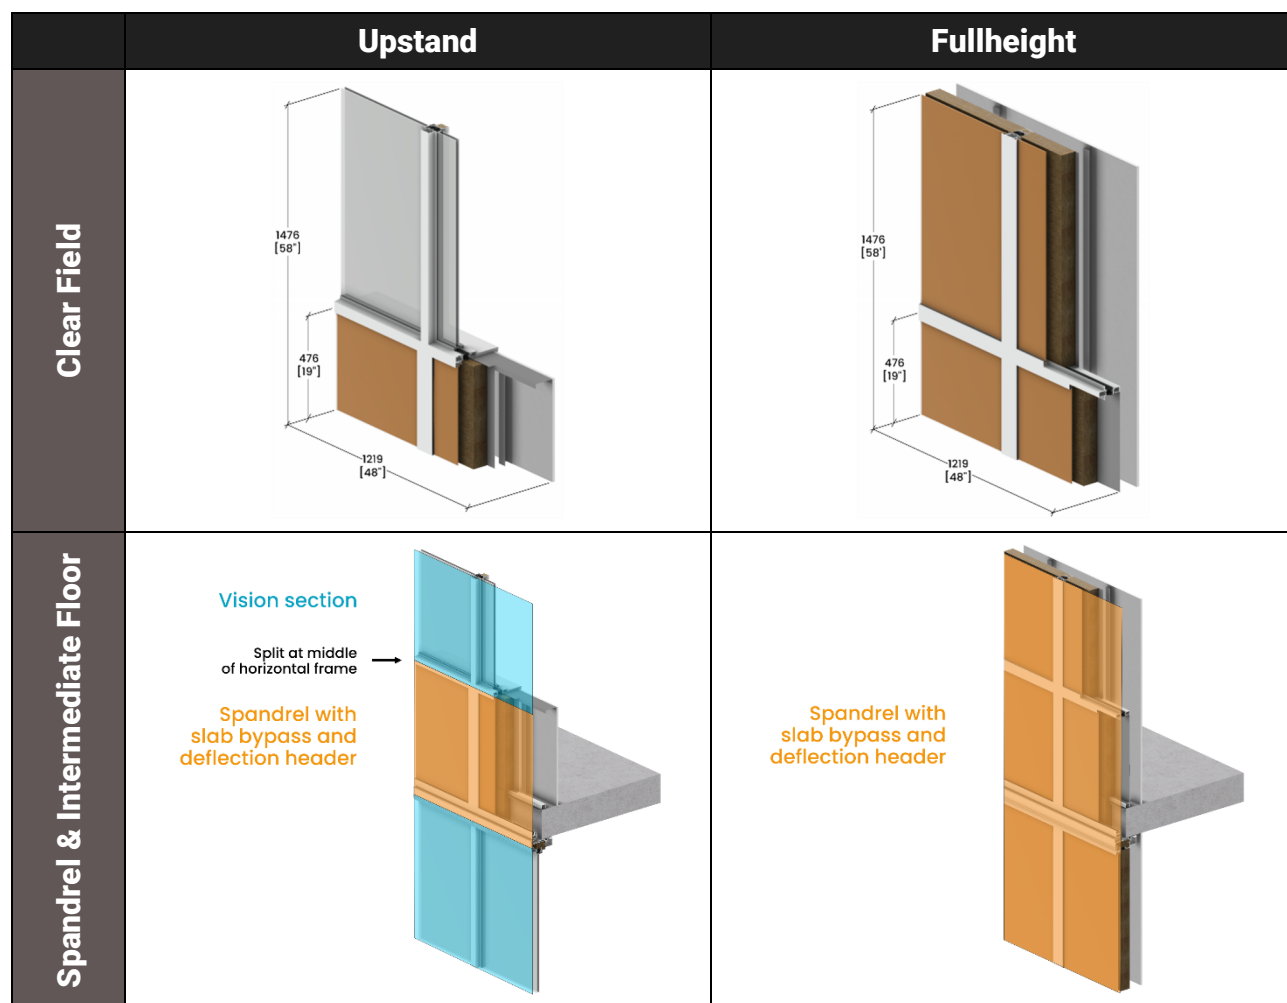 Upstand
Fullheight
Clear Field
1476
[58"]
476
[19"]
1219
[48"]
1476
[58']
476
[19"]
1219
[48"]
Spandrel & Intermediate Floor
Vision section
Split at middle
of horizontal frame
Spandrel with
slab bypass and
deflection header
Spandrel with
slab bypass and
deflection header